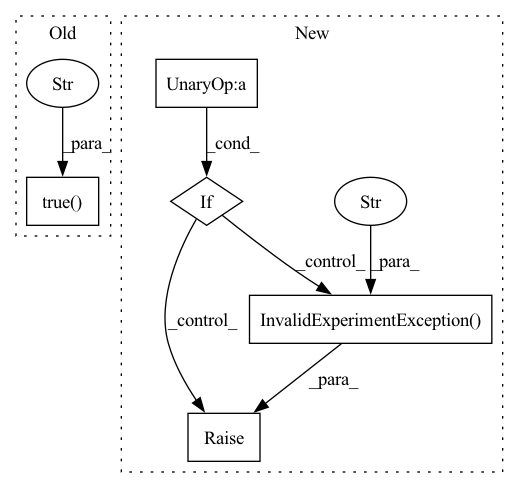 Old
New
Str
UnaryOp:a
_para_
_cond_
true()
If
Str
_control_
_para_
_control_
InvalidExperimentException()
_para_
Raise